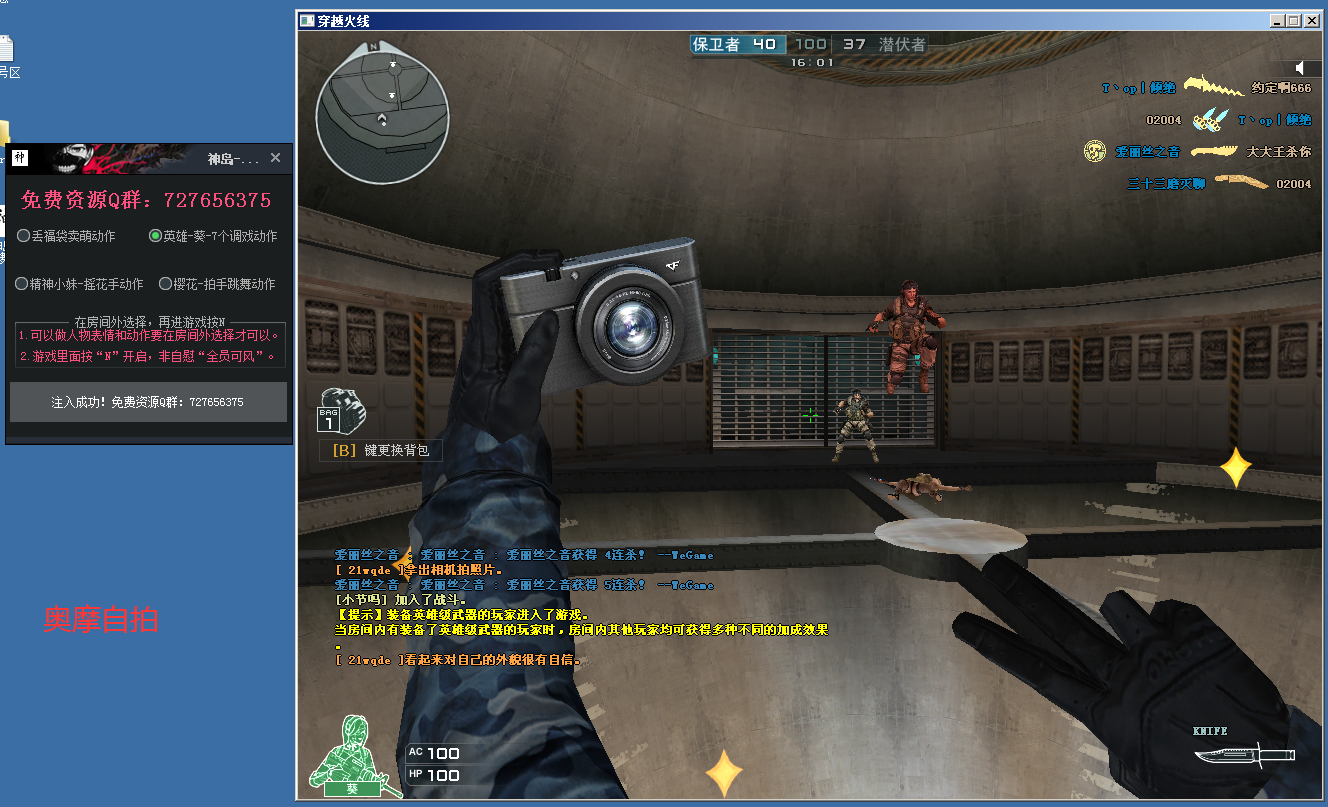 号区
神
神岛-...
免费资源Q群：727656375
丢福袋卖萌动作
英雄-葵-7个调戏动作
精神小妹-摇花手动作
樱花-拍手跳舞动作
在房间外选择，再进游戏按N
1.可以做人物表情和动作要在房间外选择才可以。
2.游戏里面按“N”开启，非自慰“全员可风”。
注入成功！免费资源Q群：727656375
奥摩自拍
穿越火线
N
保卫者 40 100 37 潜伏者
16:01
T丶op丨倾绝 约定啊666
02004 T丶op丨倾绝
爱丽丝之音 大大王杀你
三十三磨灭聊 02004
BAG
1
[B] 键更换背包
爱丽丝之音 : 爱丽丝之音 : 爱丽丝之音获得 4连杀! --WeGame
[ 21wqde ]拿出相机拍照片。
爱丽丝之音 : 爱丽丝之音 : 爱丽丝之音获得 5连杀! --WeGame
[小节吗] 加入了战斗。
【提示】装备英雄级武器的玩家进入了游戏。
当房间内有装备了英雄级武器的玩家时，房间内其他玩家均可获得多种不同的加成效果
。
[ 21wqde ]看起来对自己的外貌很有自信。
KNIFE
AC 100
HP 100
葵